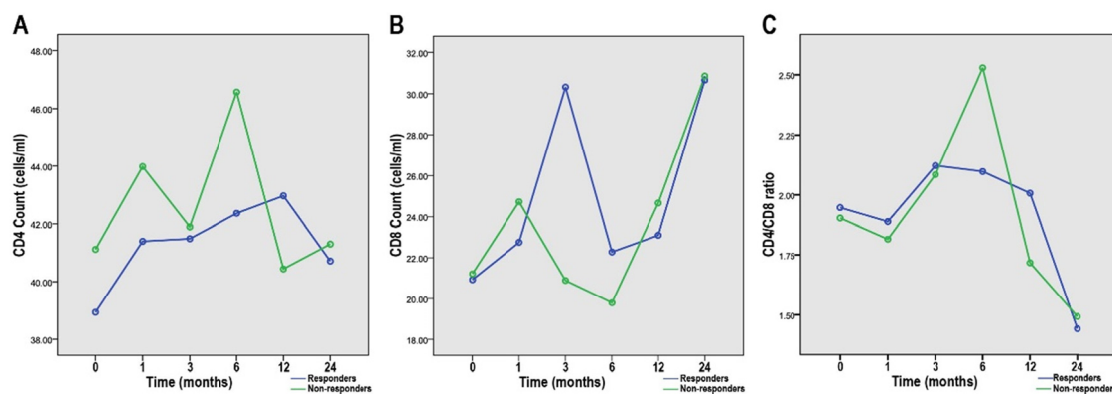 A
CD4 Count (cells/ml)
48.00
46.00
44.00
42.00
40.00
38.00
0 1 3 6 12 24
Time (months)
Responders
Non-responders
B
CD8 Count (cells/ml)
32.00
30.00
28.00
26.00
24.00
22.00
20.00
18.00
0 1 3 6 12 24
Time (months)
Responders
Non-responders
C
CD4/CD8 ratio
2.50
2.25
2.00
1.75
1.50
0 1 3 6 12 24
Time (months)
Responders
Non-responders